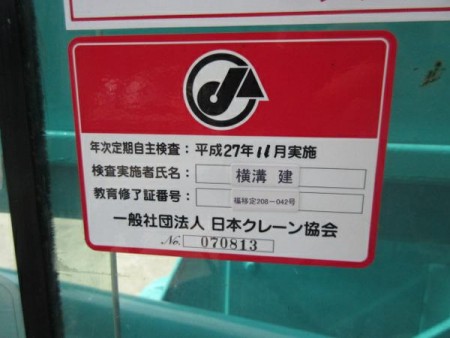 年次定期自主検査：平成27年11月実施
検査実施者氏名： 横溝 建
教育修了証番号： 福検定208－042号
一般社団法人 日本クレーン協会
No. 070813